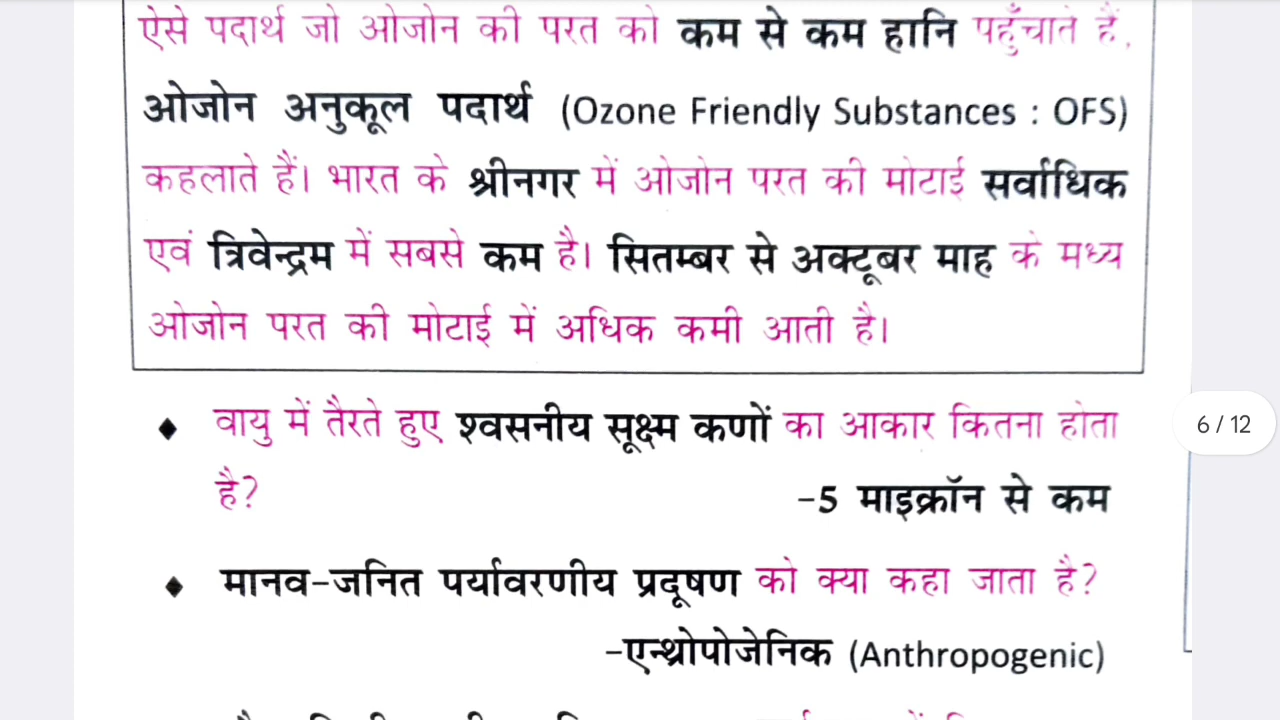 ऐसे पदार्थ जो ओजोन की परत को कम से कम हानि पहुँचाते हैं,
ओजोन अनुकूल पदार्थ (Ozone Friendly Substances : OFS)
कहलाते हैं। भारत के श्रीनगर में ओजोन परत की मोटाई सर्वाधिक
एवं त्रिवेन्द्रम में सबसे कम है। सितम्बर से अक्टूबर माह के मध्य
ओजोन परत की मोटाई में अधिक कमी आती है।
♦ वायु में तैरते हुए श्वसनीय सूक्ष्म कणों का आकार कितना होता
है? -5 माइक्रॉन से कम
6 / 12
♦ मानव-जनित पर्यावरणीय प्रदूषण को क्या कहा जाता है?
-एन्थ्रोपोजेनिक (Anthropogenic)